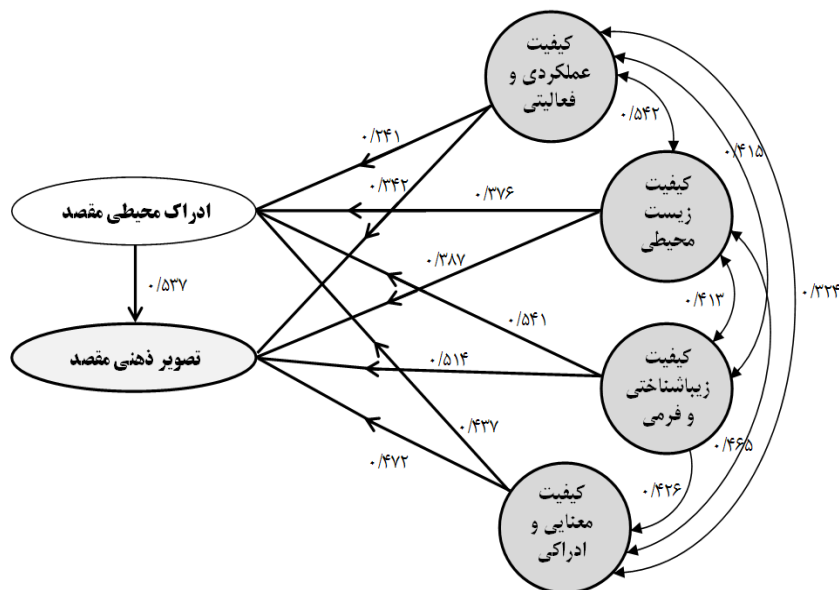 کیفیت
عملکردی و
فعالیتی
۰/۲۴۱
۰/۵۴۲
۰/۴۱۵
۰/۳۴۲
کیفیت
زیست
محیطی
۰/۳۷۶
ادراک محیطی مقصد
۰/۳۸۷
۰/۵۳۷
۰/۴۱۳
۰/۳۲۴
۰/۵۴۱
کیفیت
زیباشناختی
و فرمی
تصویر ذهنی مقصد
۰/۵۱۴
۰/۴۳۷
۰/۴۶۵
۰/۴۷۲
۰/۴۲۶
کیفیت
معنایی و
ادراکی